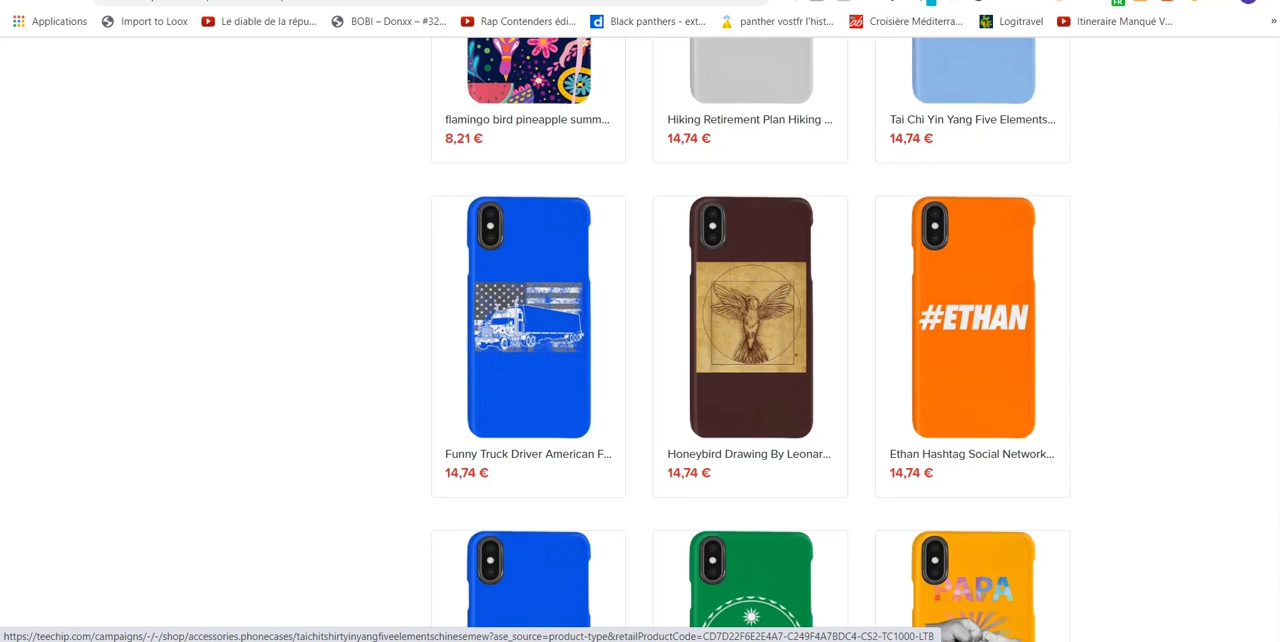 Applications Import to Loox Le diable de la répu... BOBI – Donxx – #32... Rap Contenders édi... Black panthers - ext... panther vostfr l'hist... Croisière Méditerra... Logitravel Itineraire Manqué V... »
FR
flamingo bird pineapple summ... Hiking Retirement Plan Hiking ... Tai Chi Yin Yang Five Elements...
8,21 € 14,74 € 14,74 €
#ETHAN
Funny Truck Driver American F... Honeybird Drawing By Leonar... Ethan Hashtag Social Network...
14,74 € 14,74 € 14,74 €
PAPA
https://teechip.com/campaigns/-/-/shop/accessories.phonecases/taichitshirtyinyangfiveelementschinesemew?ase_source=product-type&retailProductCode=CD7D22F6E2E4A7-C249F4A7BDC4-CS2-TC1000-LTB